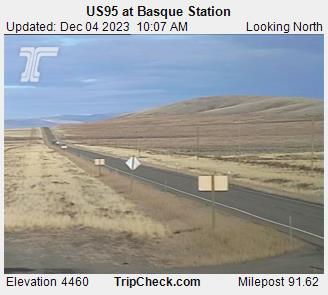 US95 at Basque Station
Updated: Dec 04 2023 10:07 AM Looking North
Elevation 4460 TripCheck.com Milepost 91.62